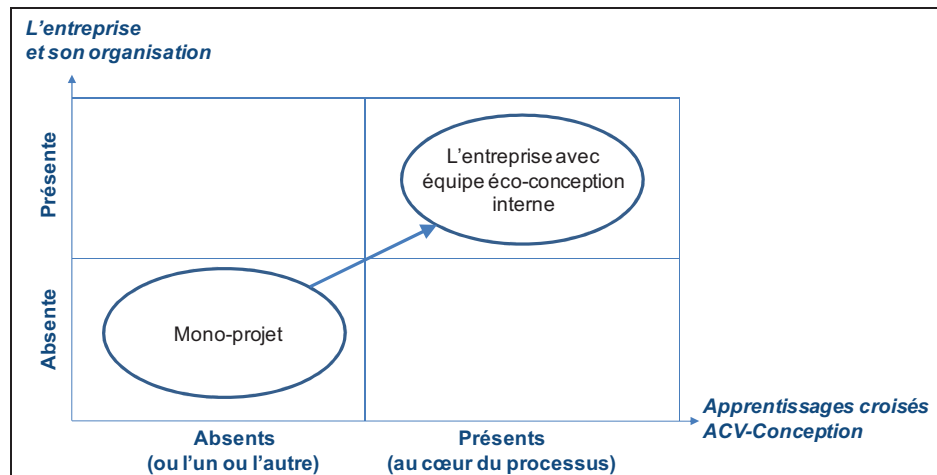 L’entreprise
et son organisation
Présente
L’entreprise avec
équipe éco-conception
interne
Absente
Mono-projet
Absents
(ou l’un ou l’autre)
Présents
(au cœur du processus)
Apprentissages croisés
ACV-Conception